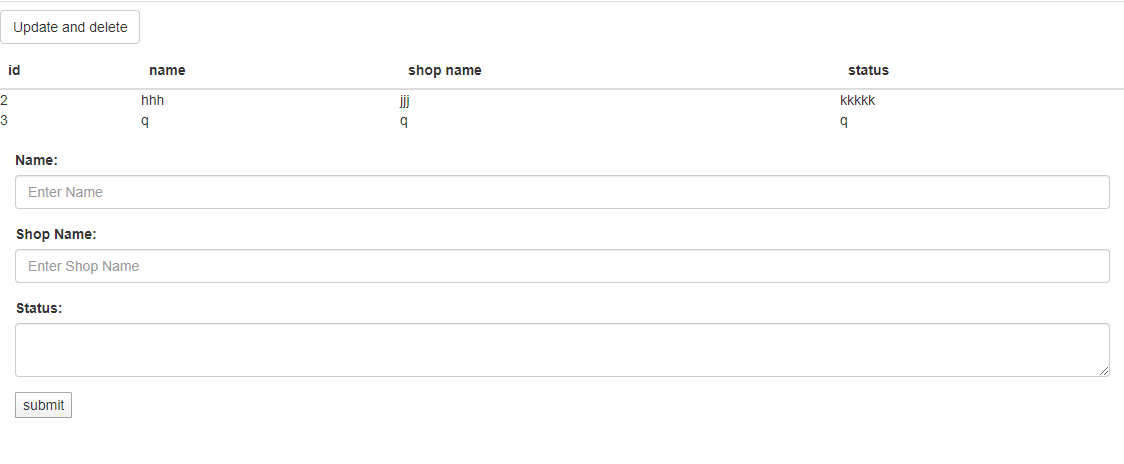 Update and delete
id name shop name status
2 hhh jjj kkkkk
3 q q q
Name:
Enter Name
Shop Name:
Enter Shop Name
Status:
submit